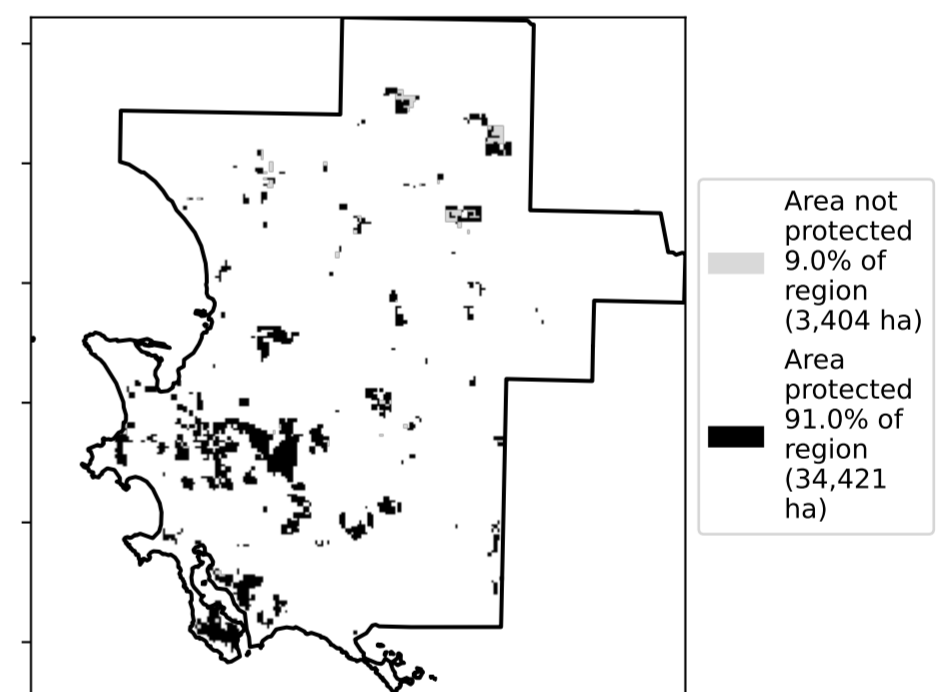 Area not
protected
9.0% of
region
(3,404 ha)
Area
protected
91.0% of
region
(34,421
ha)